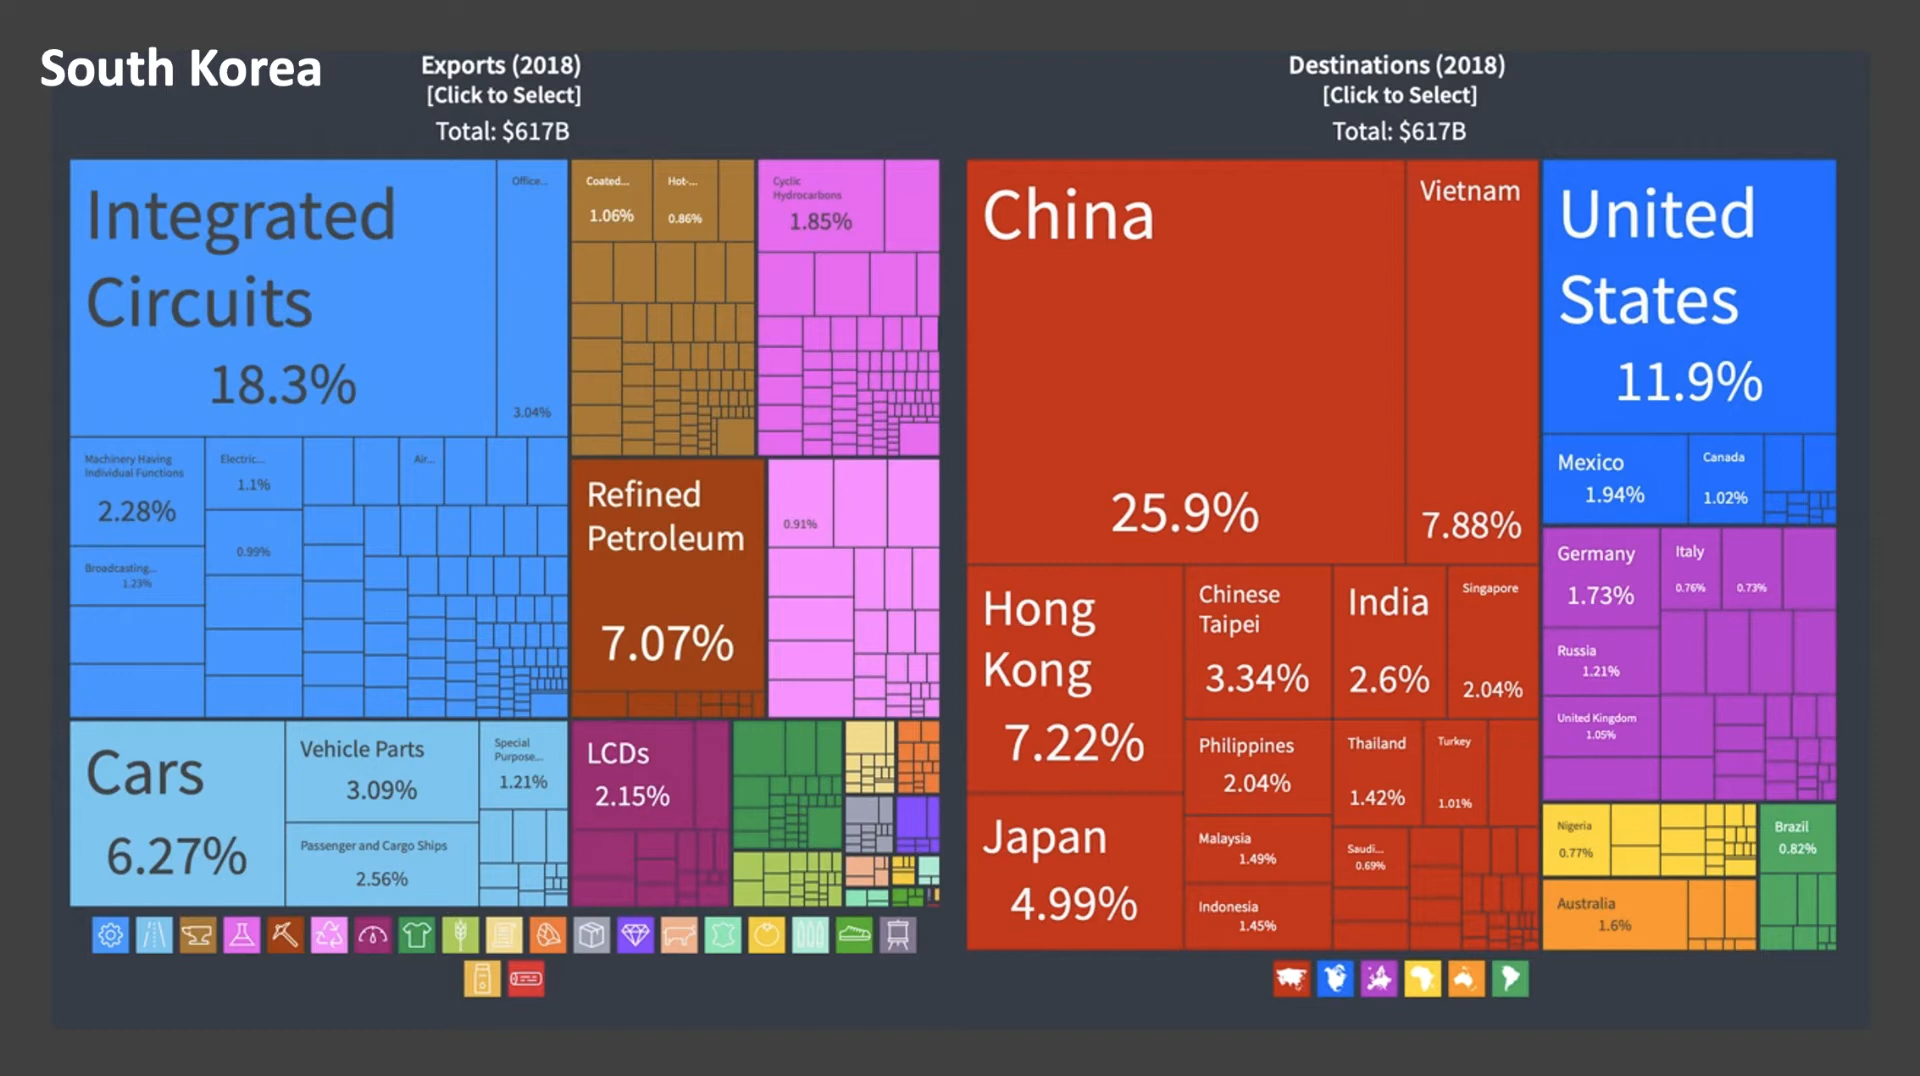 South Korea
Exports (2018)
[Click to Select]
Total: $617B
Integrated
Circuits
18.3%
Office...
3.04%
Machinery Having
Individual Functions
2.28%
Electric...
1.1%
0.99%
Air...
Broadcasting...
1.23%
Coated...
1.06%
Hot-...
0.86%
Cyclic
Hydrocarbons
1.85%
Refined
Petroleum
7.07%
0.91%
Cars
6.27%
Vehicle Parts
3.09%
Passenger and Cargo Ships
2.56%
Special
Purpose...
1.21%
LCDs
2.15%
Destinations (2018)
[Click to Select]
Total: $617B
China
25.9%
Vietnam
7.88%
Hong
Kong
7.22%
Japan
4.99%
Chinese
Taipei
3.34%
India
2.6%
Singapore
2.04%
Philippines
2.04%
Thailand
1.42%
Turkey
1.01%
Malaysia
1.49%
Saudi...
0.69%
Indonesia
1.45%
United
States
11.9%
Mexico
1.94%
Canada
1.02%
Germany
1.73%
Italy
0.76%
0.73%
Russia
1.21%
United Kingdom
1.05%
Nigeria
0.77%
Brazil
0.82%
Australia
1.6%